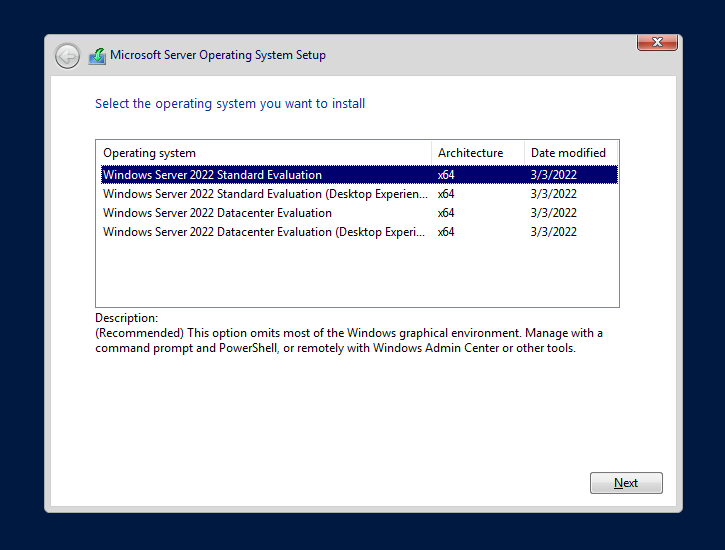 Microsoft Server Operating System Setup
Select the operating system you want to install
Operating system Architecture Date modified
Windows Server 2022 Standard Evaluation x64 3/3/2022
Windows Server 2022 Standard Evaluation (Desktop Experien... x64 3/3/2022
Windows Server 2022 Datacenter Evaluation x64 3/3/2022
Windows Server 2022 Datacenter Evaluation (Desktop Experi... x64 3/3/2022
Description:
(Recommended) This option omits most of the Windows graphical environment. Manage with a
command prompt and PowerShell, or remotely with Windows Admin Center or other tools.
Next